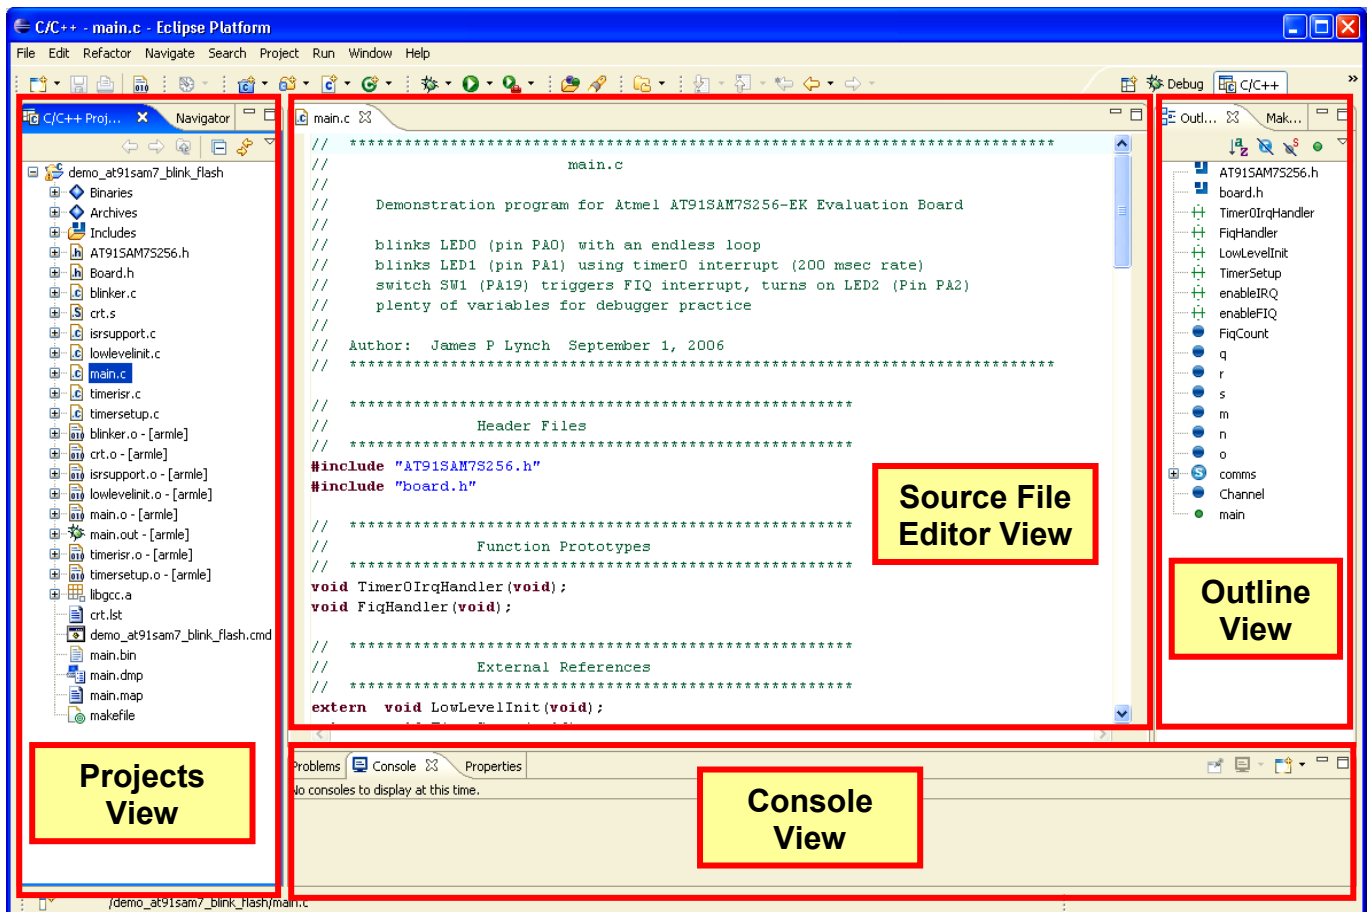 C/C++ - main.c - Eclipse Platform
File Edit Refactor Navigate Search Project Run Window Help
Debug C/C++ »
C/C++ Proj... Navigator
demo_at91sam7_blink_flash
Binaries
Archives
Includes
AT91SAM7S256.h
Board.h
blinker.c
crt.s
isrsupport.c
lowlevelinit.c
main.c
timerisr.c
timersetup.c
blinker.o - [armle]
crt.o - [armle]
isrsupport.o - [armle]
lowlevelinit.o - [armle]
main.o - [armle]
main.out - [armle]
timerisr.o - [armle]
timersetup.o - [armle]
libgcc.a
crt.lst
demo_at91sam7_blink_flash.cmd
main.bin
main.dmp
main.map
makefile
Projects
View
main.c
// *****************************************************************************
// main.c
//
// Demonstration program for Atmel AT91SAM7S256-EK Evaluation Board
//
// blinks LED0 (pin PA0) with an endless loop
// blinks LED1 (pin PA1) using timer0 interrupt (200 msec rate)
// switch SW1 (PA19) triggers FIQ interrupt, turns on LED2 (Pin PA2)
// plenty of variables for debugger practice
//
// Author: James P Lynch September 1, 2006
// *****************************************************************************
// *******************************************************
// Header Files
// *******************************************************
#include "AT91SAM7S256.h"
#include "board.h"
// *******************************************************
// Function Prototypes
// *******************************************************
void Timer0IrqHandler(void);
void FiqHandler(void);
// *******************************************************
// External References
// *******************************************************
extern void LowLevelInit(void);
Source File
Editor View
Outl... Mak...
AT91SAM7S256.h
board.h
Timer0IrqHandler
FiqHandler
LowLevelInit
TimerSetup
enableIRQ
enableFIQ
FiqCount
q
r
s
m
n
o
comms
Channel
main
Outline
View
Problems Console Properties
No consoles to display at this time.
Console
View
/demo_at91sam7_blink_flash/main.c